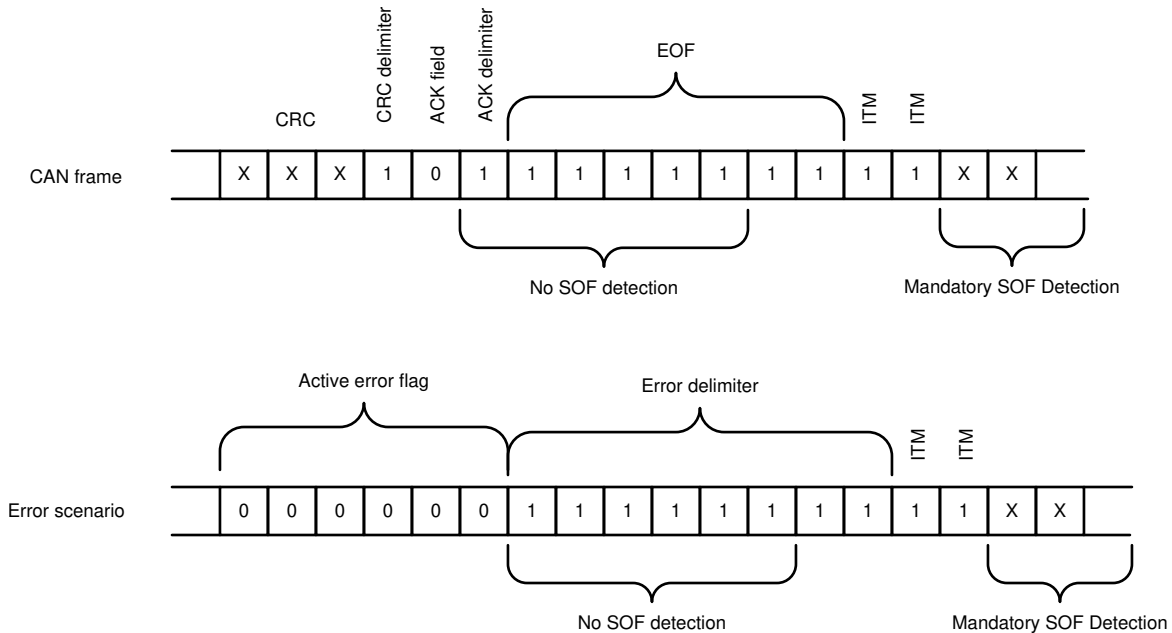 CRC delimiter
ACK field
ACK delimiter
EOF
ITM
ITM
CRC
CAN frame
X X X 1 0 1 1 1 1 1 1 1 1 1 1 X X
No SOF detection
Mandatory SOF Detection
Active error flag
Error delimiter
ITM
ITM
Error scenario
0 0 0 0 0 0 1 1 1 1 1 1 1 1 1 1 X X
No SOF detection
Mandatory SOF Detection